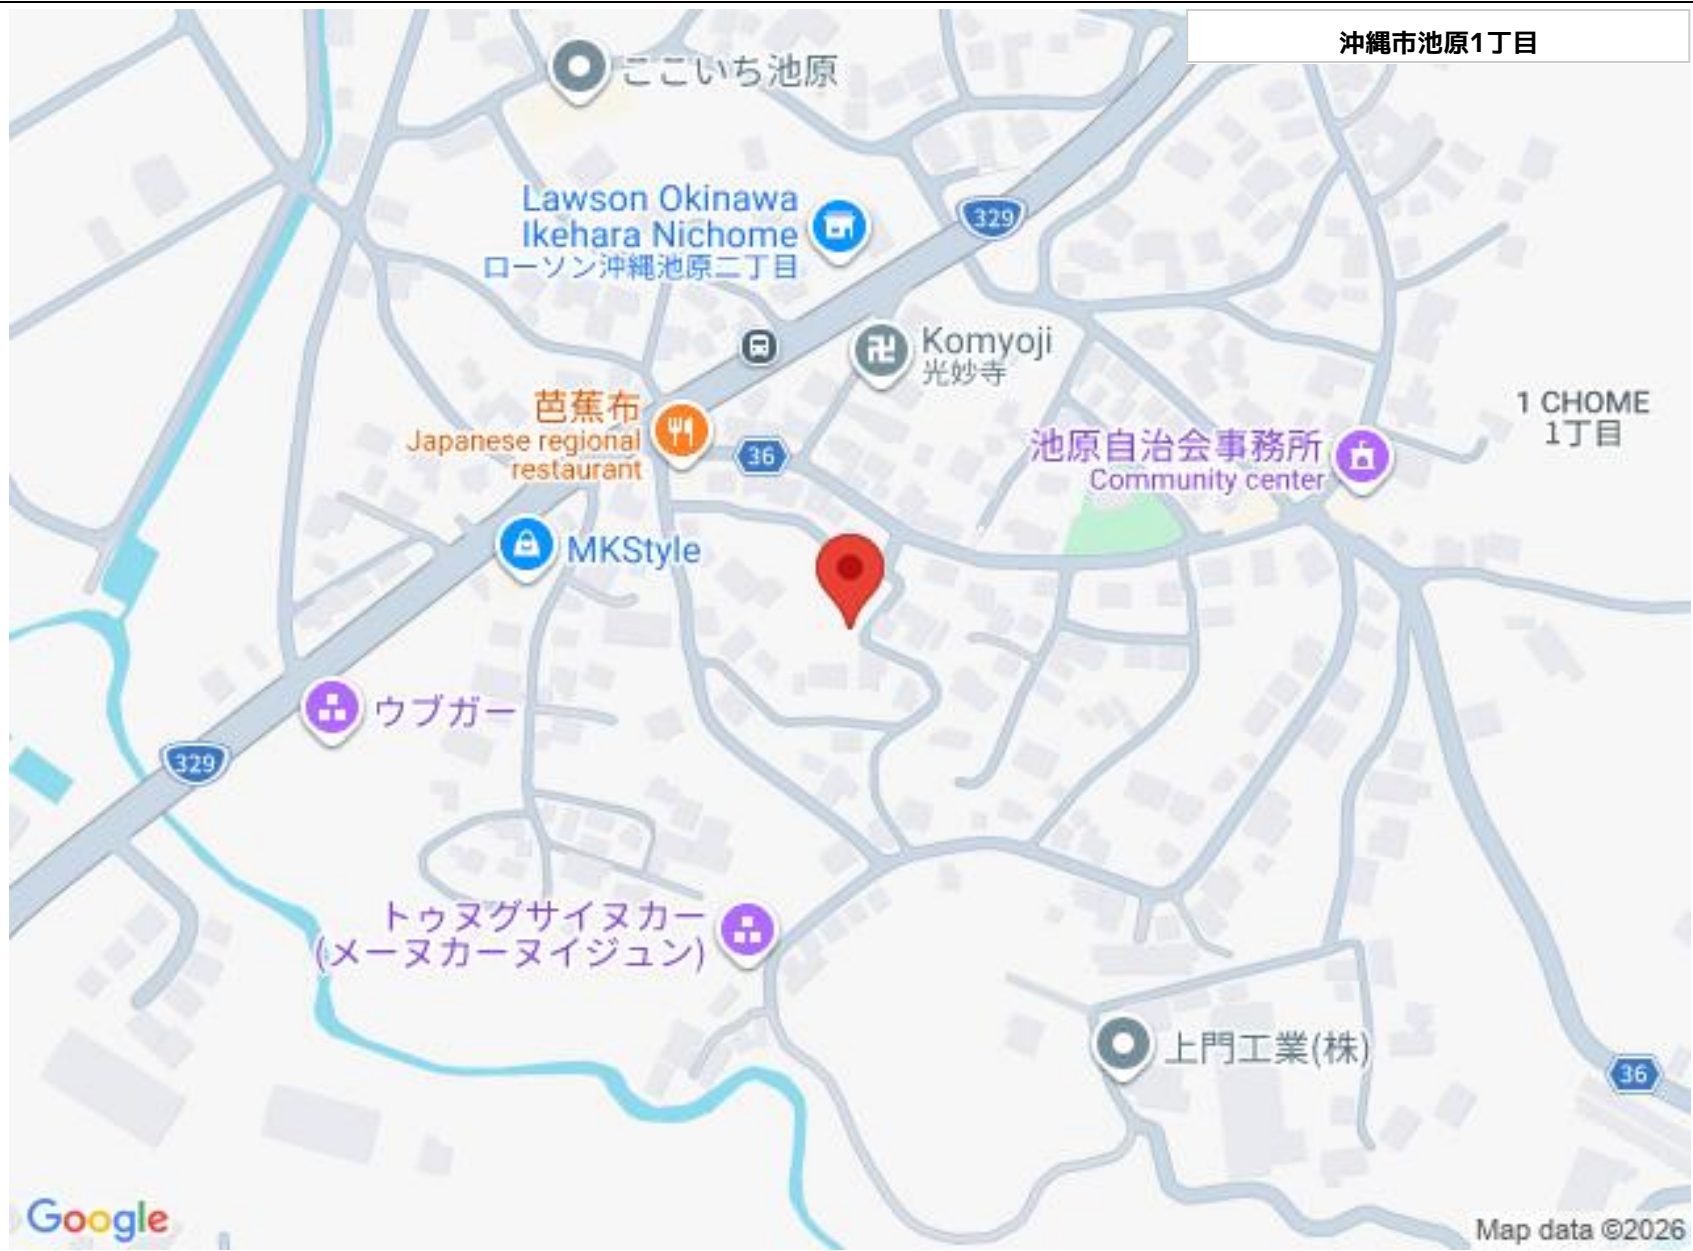 沖縄市池原1丁目
ここいち池原
Lawson Okinawa
Ikehara Nichome
ローソン沖縄池原二丁目
329
Komyoji
光妙寺
芭蕉布
Japanese regional
restaurant
36
1 CHOME
1丁目
池原自治会事務所
Community center
MKStyle
ウブガー
329
トゥヌグサイヌカー
(メーヌカーヌイジュン)
上門工業(株)
36
Google
Map data ©2026